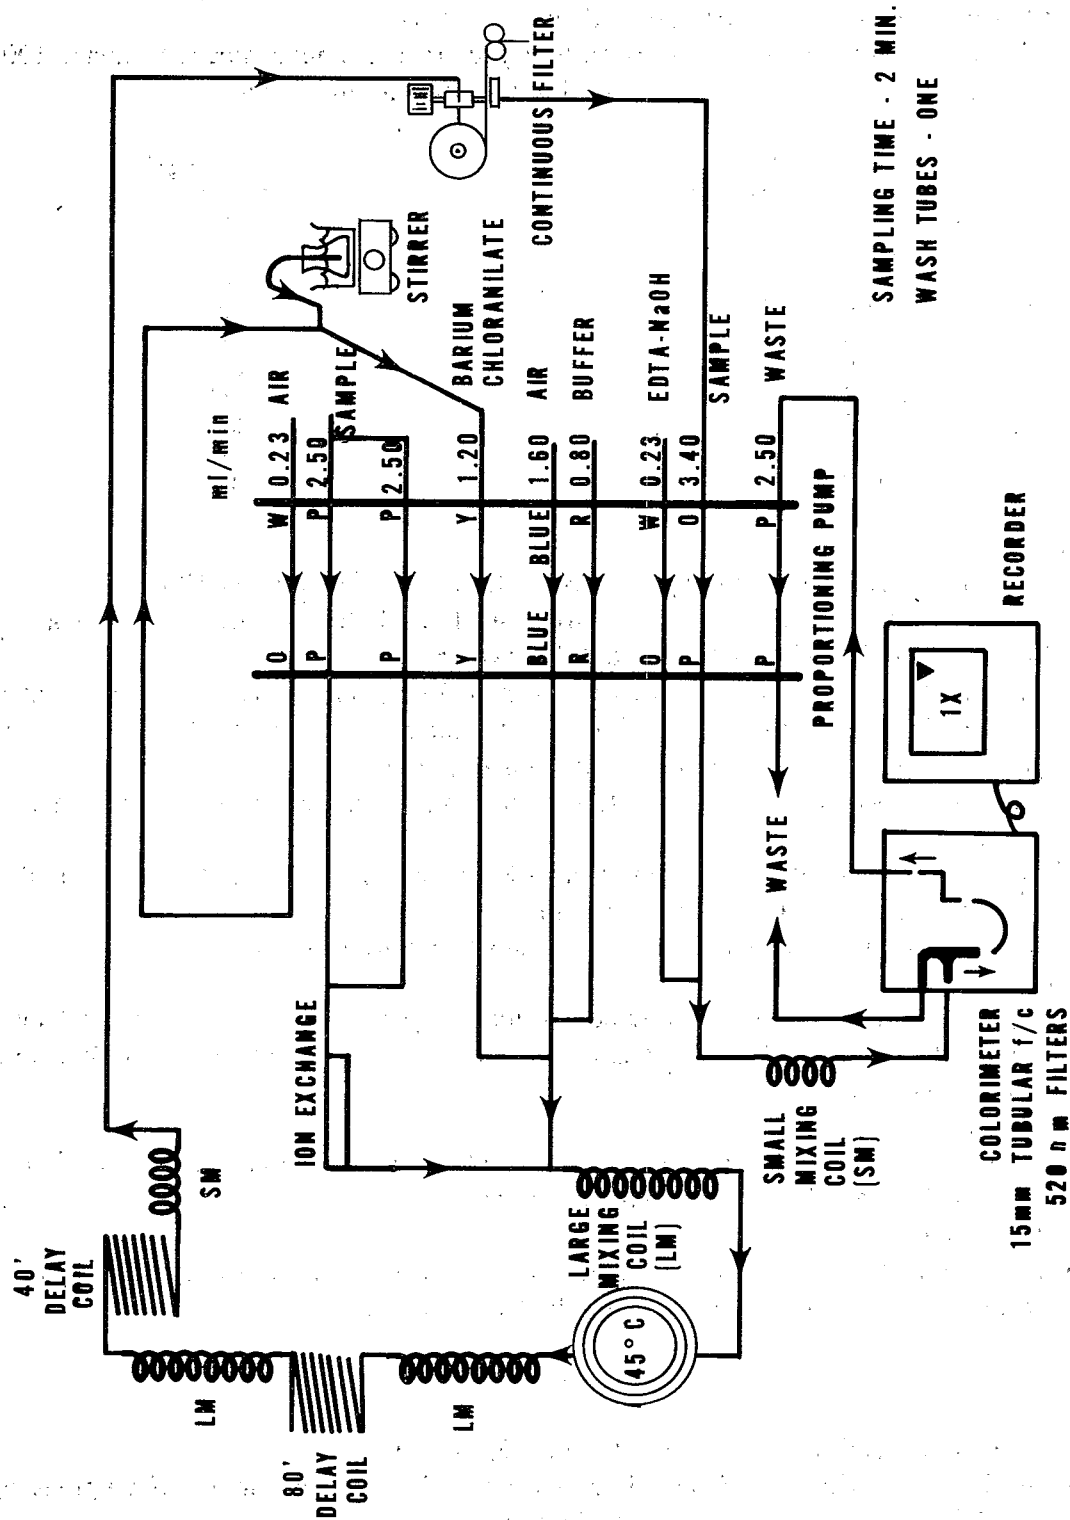 40'
DELAY
COIL
SM
LM
80'
DELAY
COIL
LM
45° C
LARGE
MIXING
COIL
(LM)
ION EXCHANGE
SMALL
MIXING
COIL
(SM)
COLORIMETER
15mm TUBULAR f/c
520 nm FILTERS
WASTE
1X
RECORDER
PROPORTIONING PUMP
ml/min
O W 0.23 AIR
P P 2.50 SAMPLE
P P 2.50
Y Y 1.20 BARIUM
CHLORANILATE
BLUE BLUE 1.60 AIR
R R 0.80 BUFFER
O W 0.23 EDTA-NaOH
P O 3.40 SAMPLE
P P 2.50 WASTE
STIRRER
CONTINUOUS FILTER
SAMPLING TIME - 2 MIN.
WASH TUBES - ONE